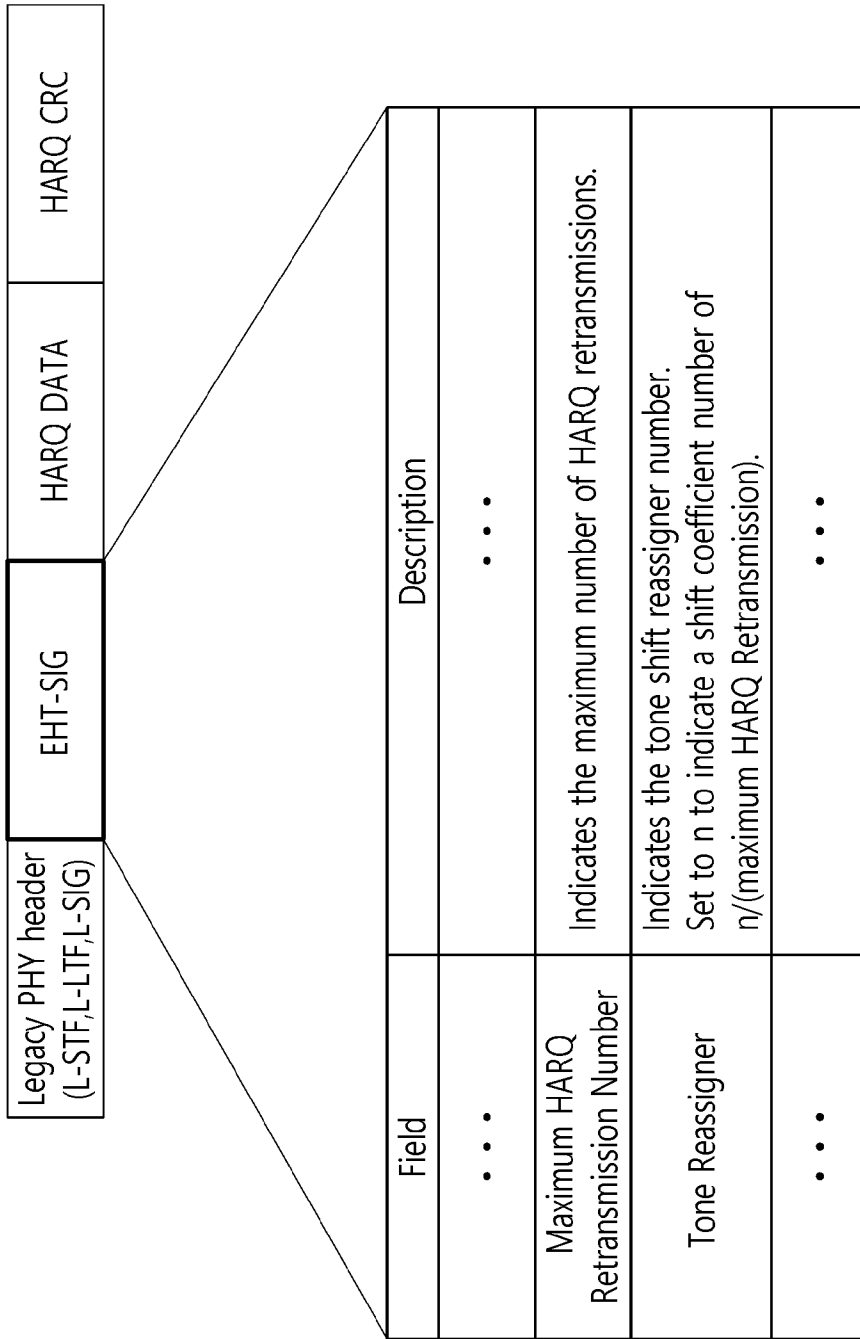 Legacy PHY header
(L-STF,L-LTF,L-SIG)
EHT-SIG
HARQ DATA
HARQ CRC
Field
Description
• • •
• • •
Maximum HARQ
Retransmission Number
Indicates the maximum number of HARQ retransmissions.
Tone Reassigner
Indicates the tone shift reassigner number.
Set to n to indicate a shift coefficient number of
n/(maximum HARQ Retransmission).
• • •
• • •